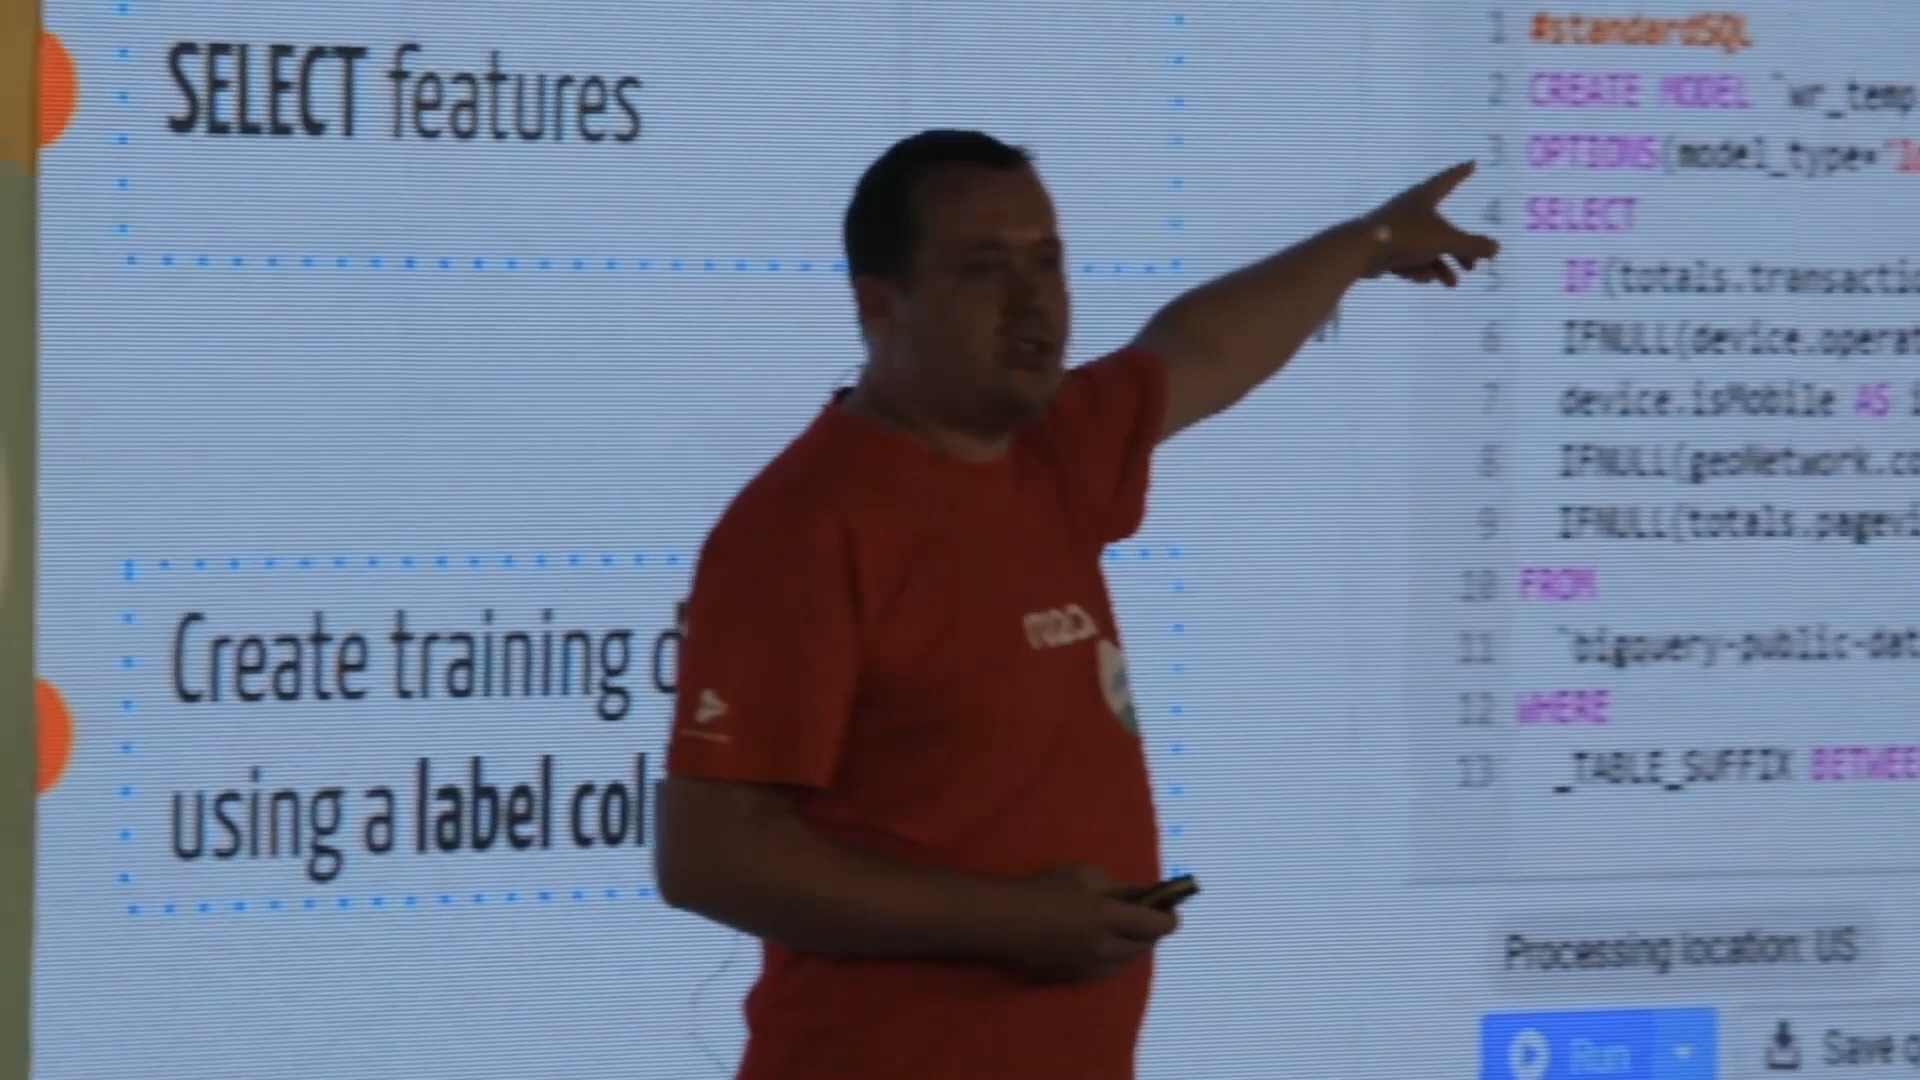 SELECT features
Create training
using a label
1 #standardSQL
2 CREATE MODEL `wr_temp
3 OPTIONS(model_type=
4 SELECT
5 IF(totals.transactio
6 IFNULL(device.operat
7 device.isMobile AS
8 IFNULL(geoNetwork.co
9 IFNULL(totals.pagevi
10 FROM
11 `bigquery-public-dat
12 WHERE
13 _TABLE_SUFFIX BETWEE
Processing location: US
Run
Save